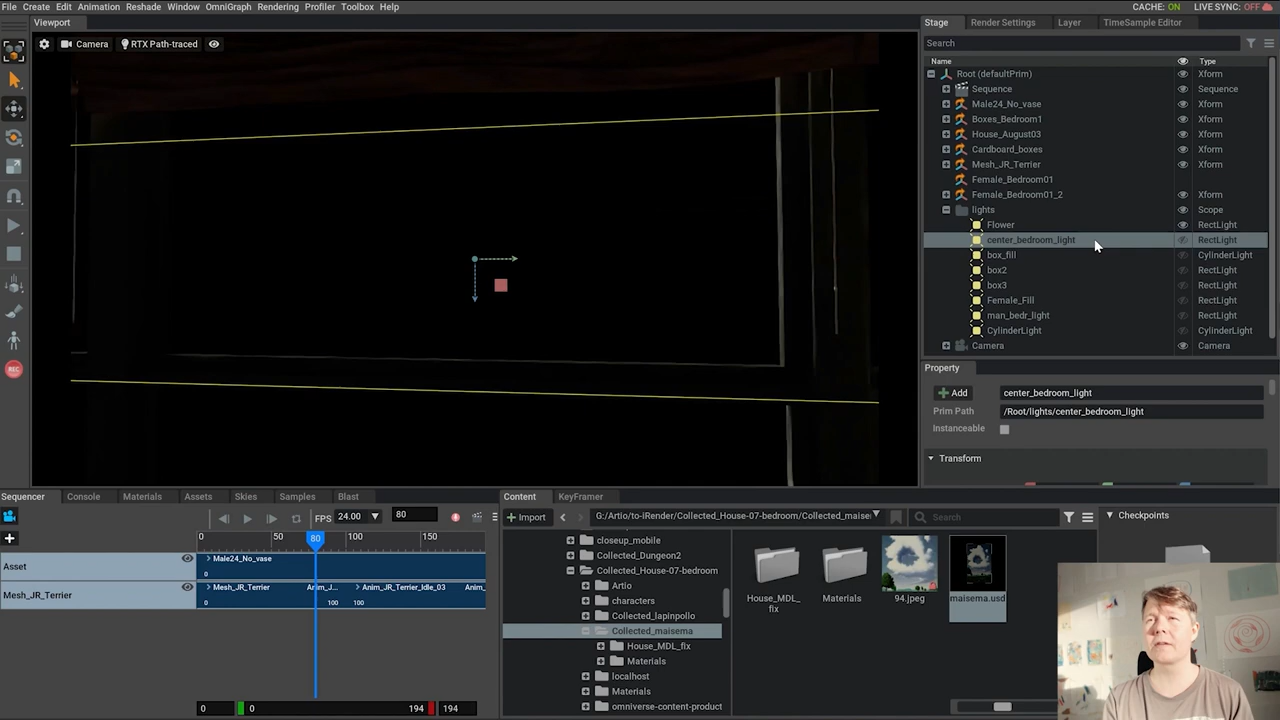 File Create Edit Animation Reshade Window OmniGraph Rendering Profiler Toolbox Help
CACHE: ON LIVE SYNC: OFF
Viewport
Camera RTX Path-traced
Stage Render Settings Layer TimeSample Editor
Search
Name Type
Root (defaultPrim) Xform
Sequence Sequence
Male24_No_vase Xform
Boxes_Bedroom1 Xform
House_August03 Xform
Cardboard_boxes Xform
Mesh_JR_Terrier Xform
Female_Bedroom01
Female_Bedroom01_2 Xform
lights Scope
Flower RectLight
center_bedroom_light RectLight
box_fill CylinderLight
box2 RectLight
box3 RectLight
Female_Fill RectLight
man_bedr_light RectLight
CylinderLight CylinderLight
Camera Camera
Property
Add center_bedroom_light
Prim Path /Root/lights/center_bedroom_light
Instanceable
Transform
REC
Sequencer Console Materials Assets Skies Samples Blast
FPS 24.00 80
0 50 80 100 150
Asset Male24_No_vase
0
Mesh_JR_Terrier Mesh_JR_Terrier Anim_J... Anim_JR_Terrier_Idle_03 Anim_
0 100 100
0 0 194 194
Content KeyFramer
Import G:/Artio/to-iRender/Collected_House-07-bedroom/Collected_maise Search
closeup_mobile
Collected_Dungeon2
Collected_House-07-bedroom
Artio
characters
Collected_lapinpollo
Collected_maisema
House_MDL_fix
Materials
localhost
Materials
omniverse-content-product
House_MDL_
fix
Materials
94.jpeg
maisema.usd
Checkpoints